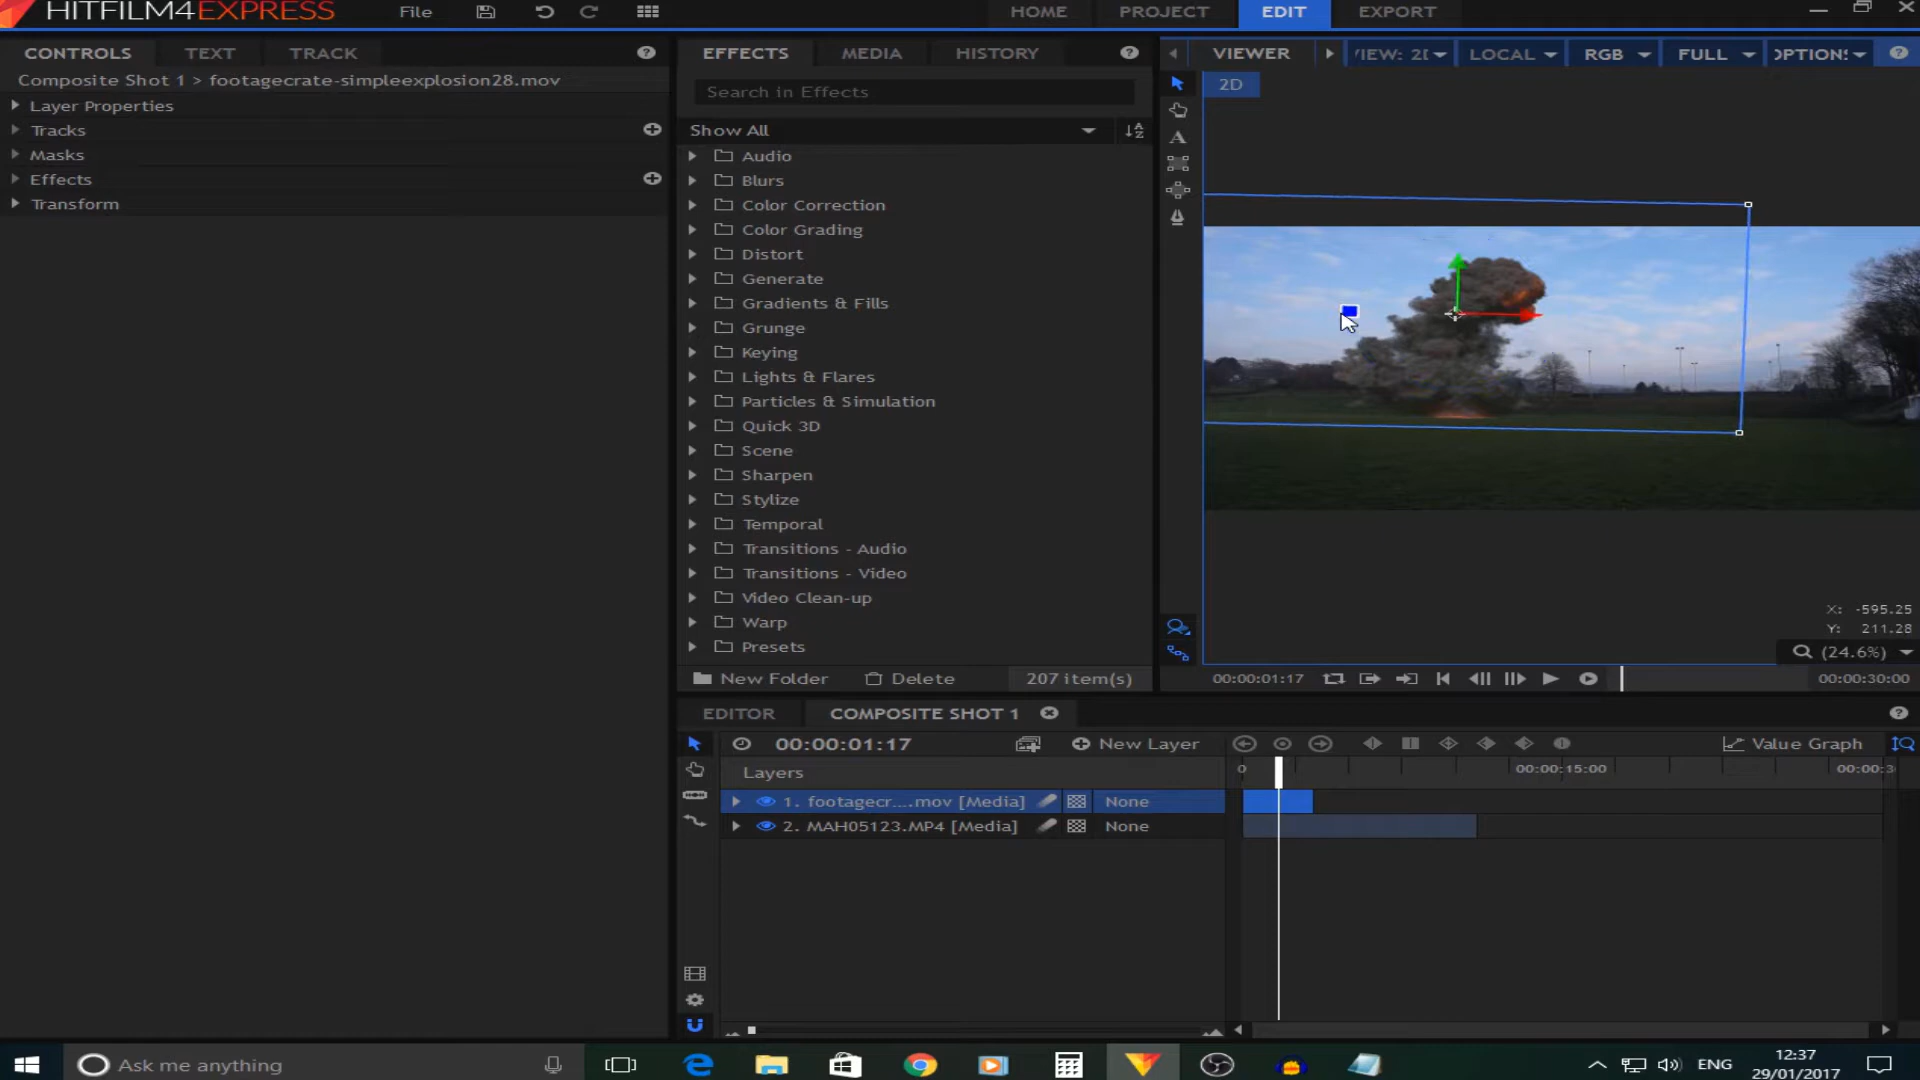 HITFILM4EXPRESS File HOME PROJECT EDIT EXPORT
CONTROLS TEXT TRACK
Composite Shot 1 > footagecrate-simpleexplosion28.mov
Layer Properties
Tracks
Masks
Effects
Transform
EFFECTS MEDIA HISTORY
Search in Effects
Show All
Audio
Blurs
Color Correction
Color Grading
Distort
Generate
Gradients & Fills
Grunge
Keying
Lights & Flares
Particles & Simulation
Quick 3D
Scene
Sharpen
Stylize
Temporal
Transitions - Audio
Transitions - Video
Video Clean-up
Warp
Presets
New Folder Delete 207 item(s)
VIEWER LOCAL RGB FULL
2D
X: -595.25
Y: 211.28
(24.6%)
00:00:01:17 00:00:30:00
EDITOR COMPOSITE SHOT 1
00:00:01:17 New Layer Value Graph
Layers 0 00:00:15:00 00:00:3
1. footagecr....mov [Media] None
2. MAH05123.MP4 [Media] None
Ask me anything ENG 12:37
29/01/2017